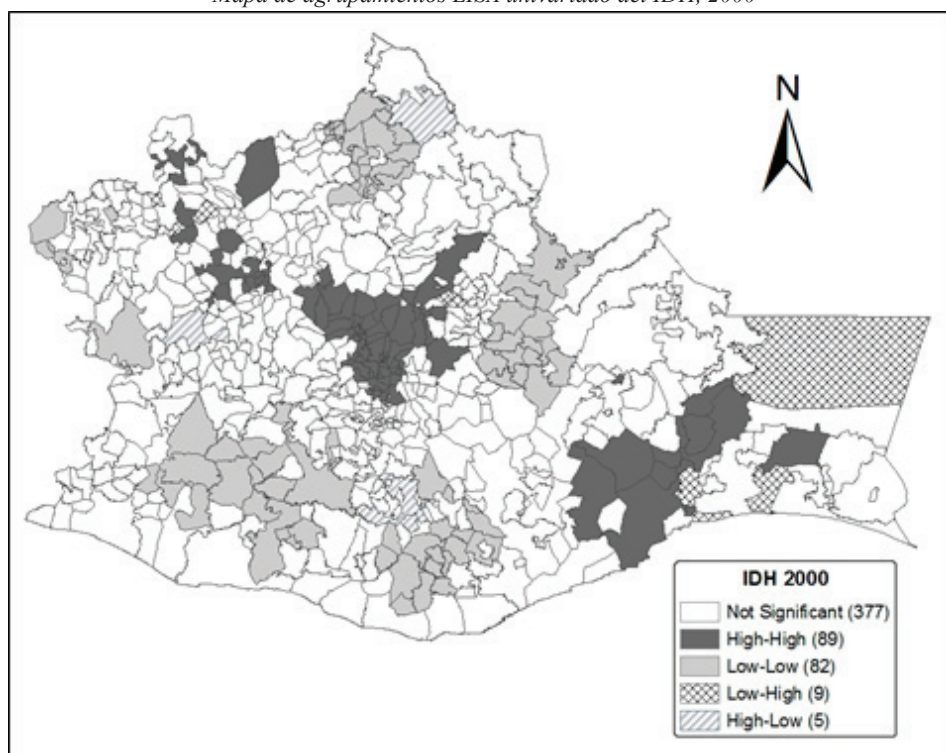 Mapa de agrupamientos LISA univariado del IDH, 2000
N
IDH 2000
Not Significant (377)
High-High (89)
Low-Low (82)
Low-High (9)
High-Low (5)